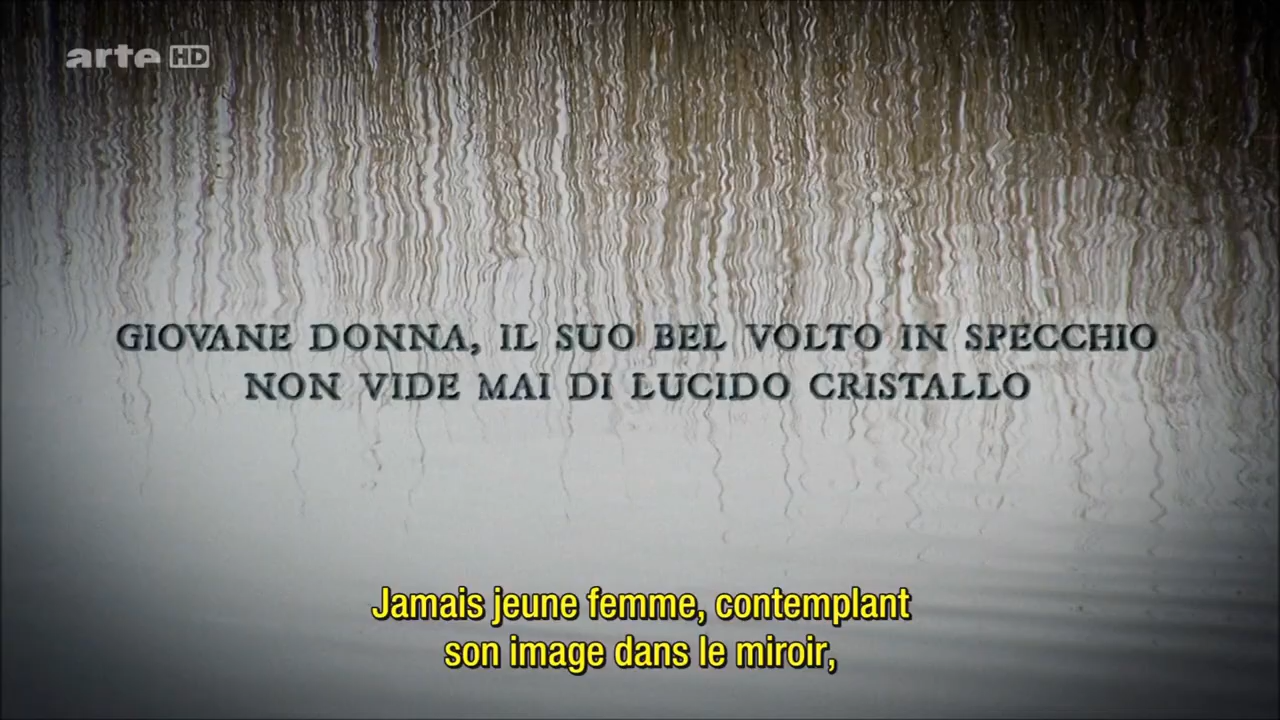 arte HD
GIOVANE DONNA, IL SUO BEL VOLTO IN SPECCHIO
NON VIDE MAI DI LUCIDO CRISTALLO
Jamais jeune femme, contemplant
son image dans le miroir,